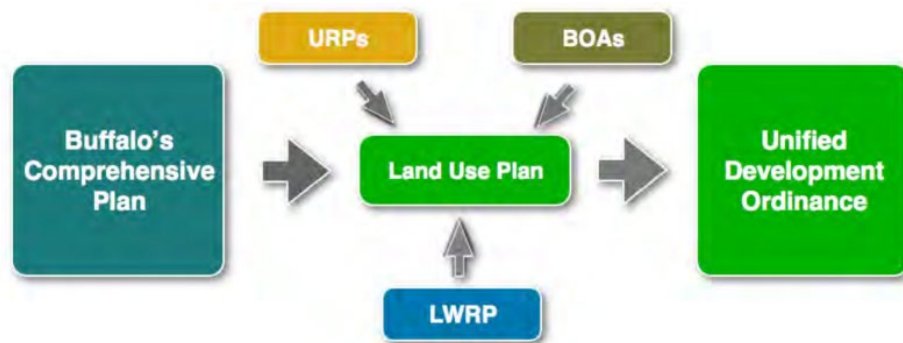 URPs
BOAs
Buffalo's
Comprehensive
Plan
Land Use Plan
Unified
Development
Ordinance
LWRP